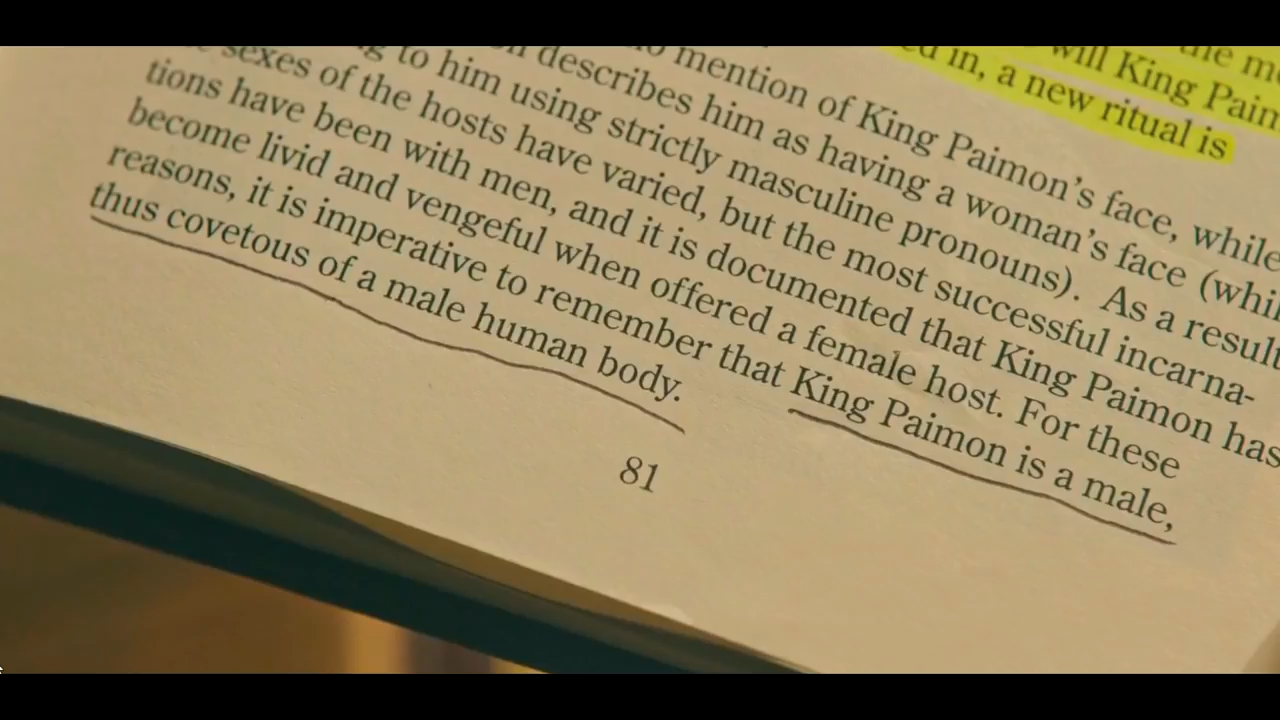 the
will King
in, a new ritual is
mention of King Paimon's face, while
describes him as having a woman's face (whil
to him using strictly masculine pronouns). As a result
sexes of the hosts have varied, but the most successful incarna-
tions have been with men, and it is documented that King Paimon has
become livid and vengeful when offered a female host. For these
reasons, it is imperative to remember that King Paimon is a male,
thus covetous of a male human body.
81